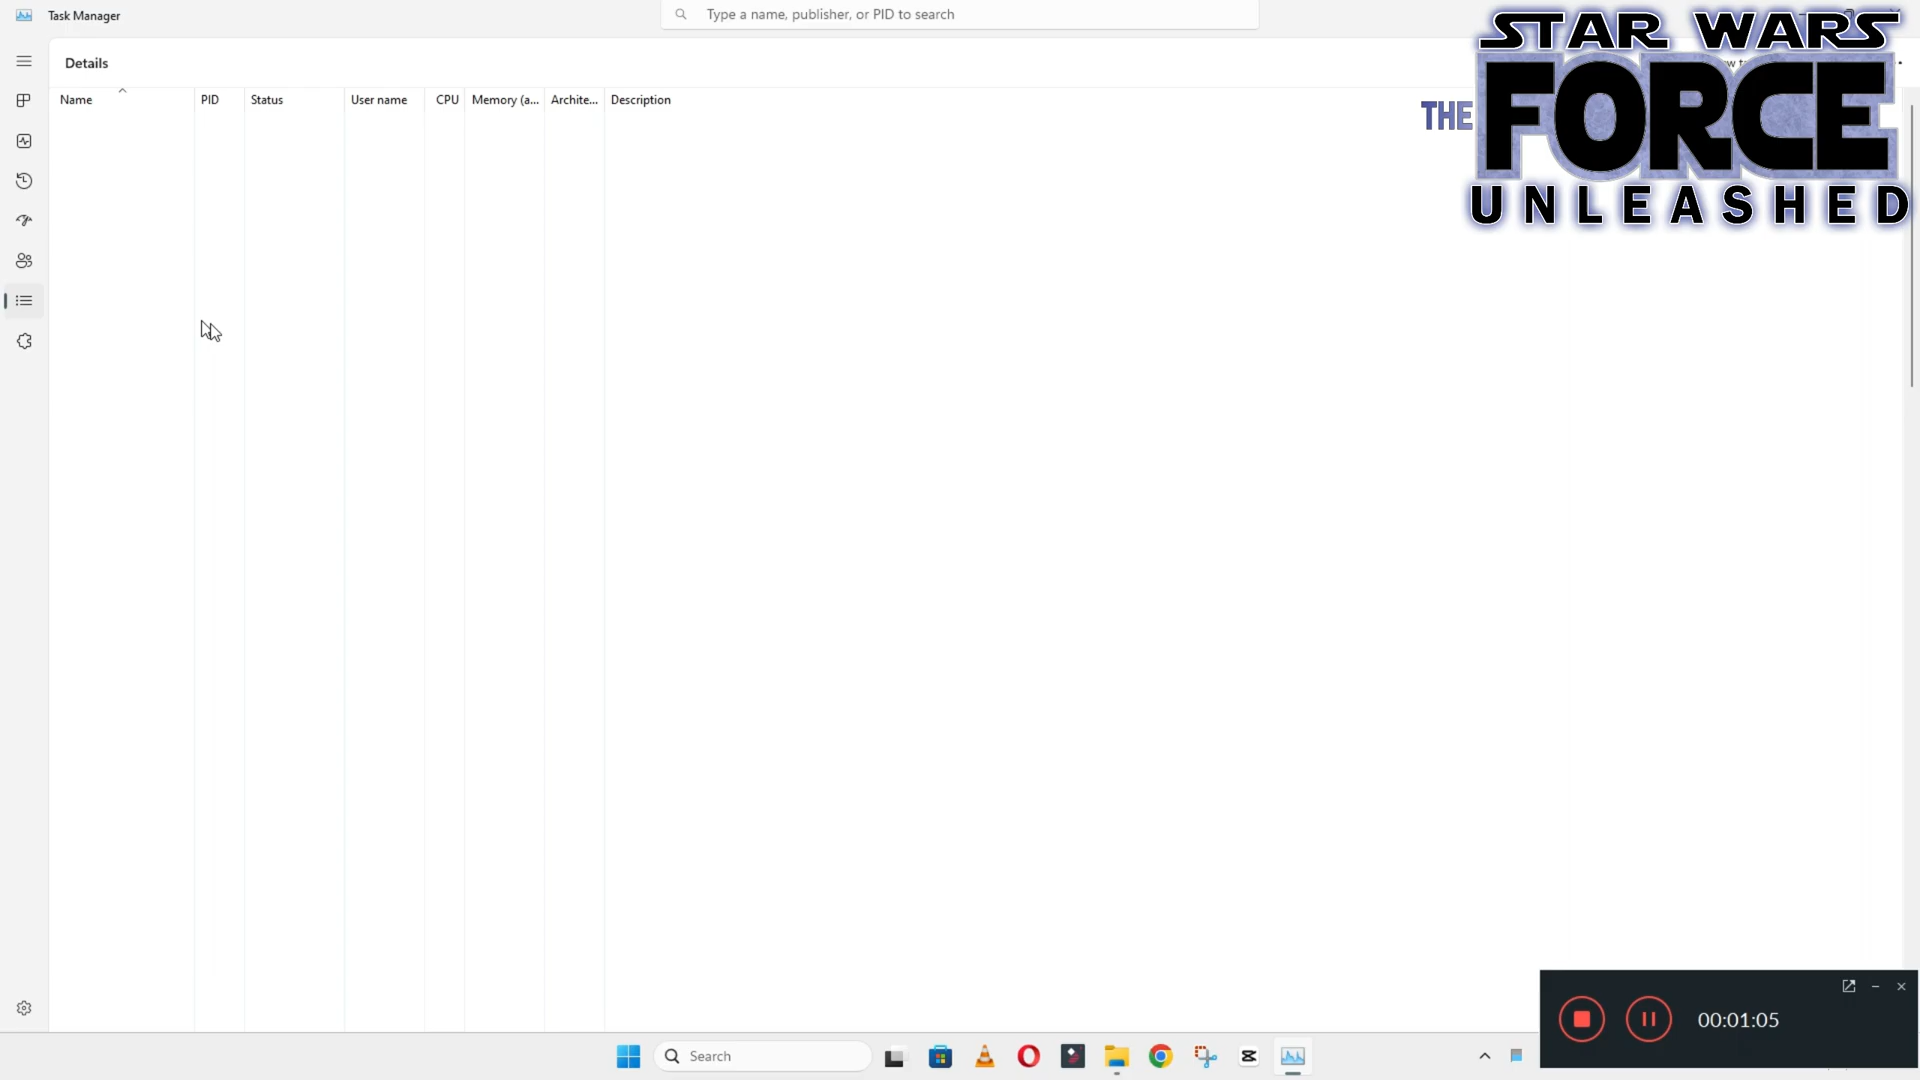 Task Manager
Type a name, publisher, or PID to search
STAR WARS
THE FORCE
UNLEASHED
Details
Name PID Status User name CPU Memory (a... Archite... Description
00:01:05
Search